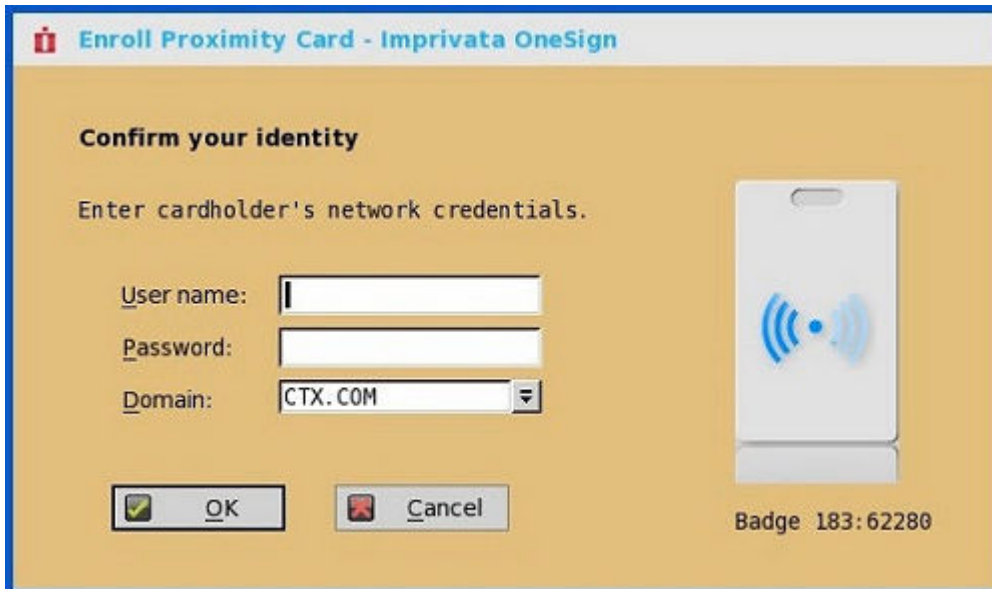 Enroll Proximity Card - Imprivata OneSign
Confirm your identity
Enter cardholder's network credentials.
User name:
Password:
Domain: CTX.COM
OK Cancel
Badge 183:62280